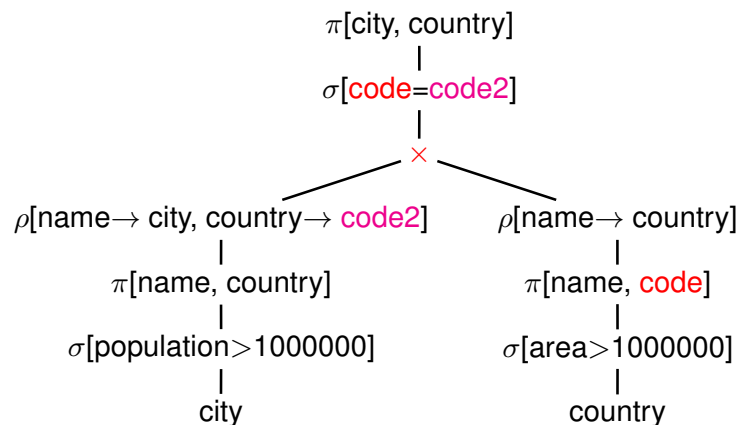 π[city, country]
σ[code=code2]
×
ρ[name→ city, country→ code2] ρ[name→ country]
π[name, country] π[name, code]
σ[population>1000000] σ[area>1000000]
city country